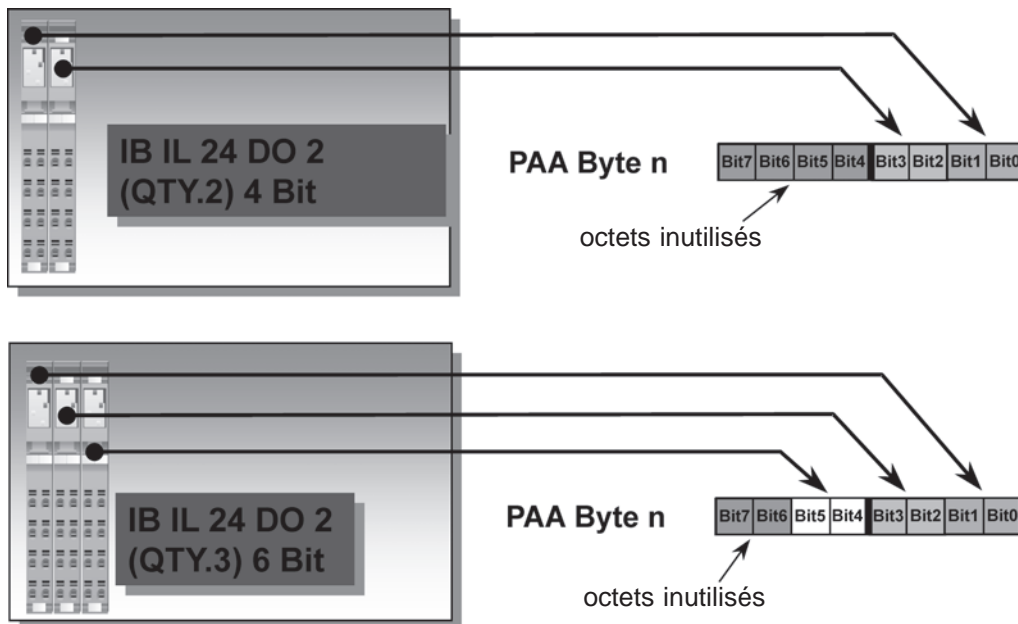 IB IL 24 DO 2
(QTY.2) 4 Bit
PAA Byte n
Bit7 Bit6 Bit5 Bit4 Bit3 Bit2 Bit1 Bit0
octets inutilisés
IB IL 24 DO 2
(QTY.3) 6 Bit
PAA Byte n
Bit7 Bit6 Bit5 Bit4 Bit3 Bit2 Bit1 Bit0
octets inutilisés